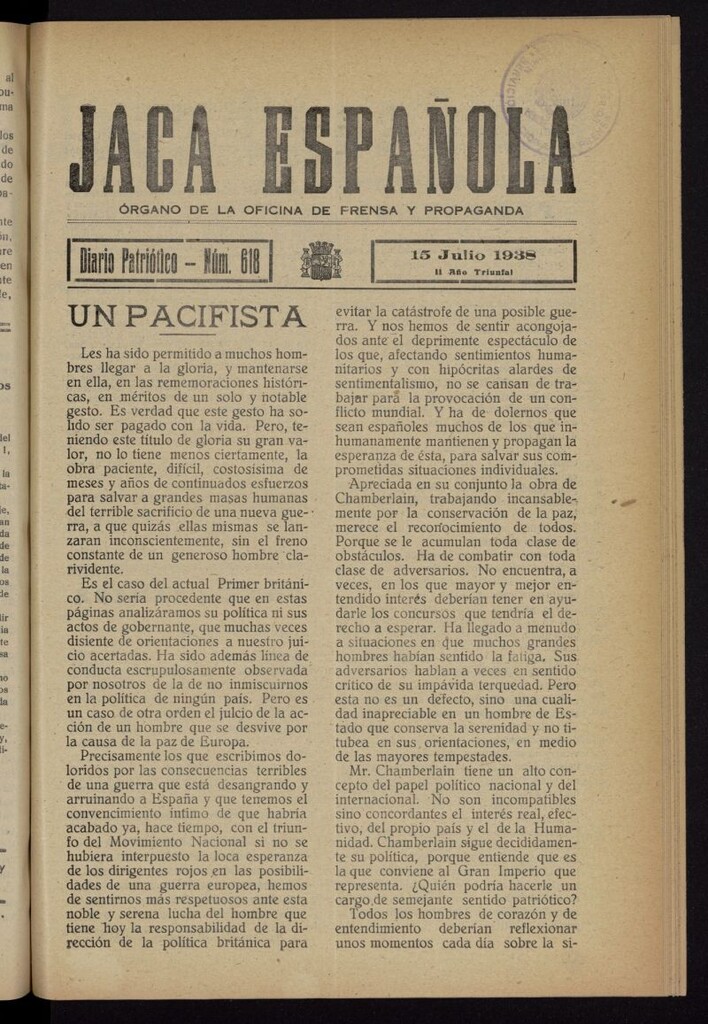 JACA ESPAÑOLA
ÓRGANO DE LA OFICINA DE PRENSA Y PROPAGANDA
Diario Patriótico – Núm. 618
15 Julio 1938
II Año Triunfal
UN PACIFISTA
Les ha sido permitido a muchos hom-
bres llegar a la gloria, y mantenerse
en ella, en las rememoraciones históri-
cas, en méritos de un solo y notable
gesto. Es verdad que este gesto ha so-
lido ser pagado con la vida. Pero, te-
niendo este título de gloria su gran va-
lor, no lo tiene menos ciertamente, la
obra paciente, difícil, costosísima de
meses y años de continuados esfuerzos
para salvar a grandes masas humanas
del terrible sacrificio de una nueva gue-
rra, a que quizás ellas mismas se lan-
zaran inconscientemente, sin el freno
constante de un generoso hombre cla-
rividente.
Es el caso del actual Primer británi-
co. No sería procedente que en estas
páginas analizáramos su política ni sus
actos de gobernante, que muchas veces
disiente de orientaciones a nuestro jui-
cio acertadas. Ha sido además línea de
conducta escrupulosamente observada
por nosotros de la de no inmiscuirnos
en la política de ningún país. Pero es
un caso de otra orden el juicio de la ac-
ción de un hombre que se desvive por
la causa de la paz de Europa.
Precisamente los que escribimos do-
loridos por las consecuencias terribles
de una guerra que está desangrando y
arruinando a España y que tenemos el
convencimiento íntimo de que habría
acabado ya, hace tiempo, con el triun-
fo del Movimiento Nacional si no se
hubiera interpuesto la loca esperanza
de los dirigentes rojos en las posibili-
dades de una guerra europea, hemos
de sentirnos más respetuosos ante esta
noble y serena lucha del hombre que
tiene hoy la responsabilidad de la di-
rección de la política británica para
evitar la catástrofe de una posible gue-
rra. Y nos hemos de sentir acongoja-
dos ante el deprimente espectáculo de
los que, afectando sentimientos huma-
nitarios y con hipócritas alardes de
sentimentalismo, no se cansan de tra-
bajar para la provocación de un con-
flicto mundial. Y ha de dolernos que
sean españoles muchos de los que in-
humanamente mantienen y propagan la
esperanza de ésta, para salvar sus com-
prometidas situaciones individuales.
Apreciada en su conjunto la obra de
Chamberlain, trabajando incansable-
mente por la conservación de la paz,
merece el reconocimiento de todos.
Porque se le acumulan toda clase de
obstáculos. Ha de combatir con toda
clase de adversarios. No encuentra, a
veces, en los que mayor y mejor en-
tendido interés deberían tener en ayu-
darle los concursos que tendría el de-
recho a esperar. Ha llegado a menudo
a situaciones en que muchos grandes
hombres habían sentido la fatiga. Sus
adversarios hablan a veces en sentido
crítico de su impávida terquedad. Pero
esta no es un defecto, sino una cuali-
dad inapreciable en un hombre de Es-
tado que conserva la serenidad y no ti-
tubea en sus orientaciones, en medio
de las mayores tempestades.
Mr. Chamberlain tiene un alto con-
cepto del papel político nacional y del
internacional. No son incompatibles
sino concordantes el interés real, efec-
tivo, del propio país y el de la Huma-
nidad. Chamberlain sigue decididamen-
te su política, porque entiende que es
la que conviene al Gran Imperio que
representa. ¿Quién podría hacerle un
cargo de semejante sentido patriótico?
Todos los hombres de corazón y de
entendimiento deberían reflexionar
unos momentos cada día sobre la si-